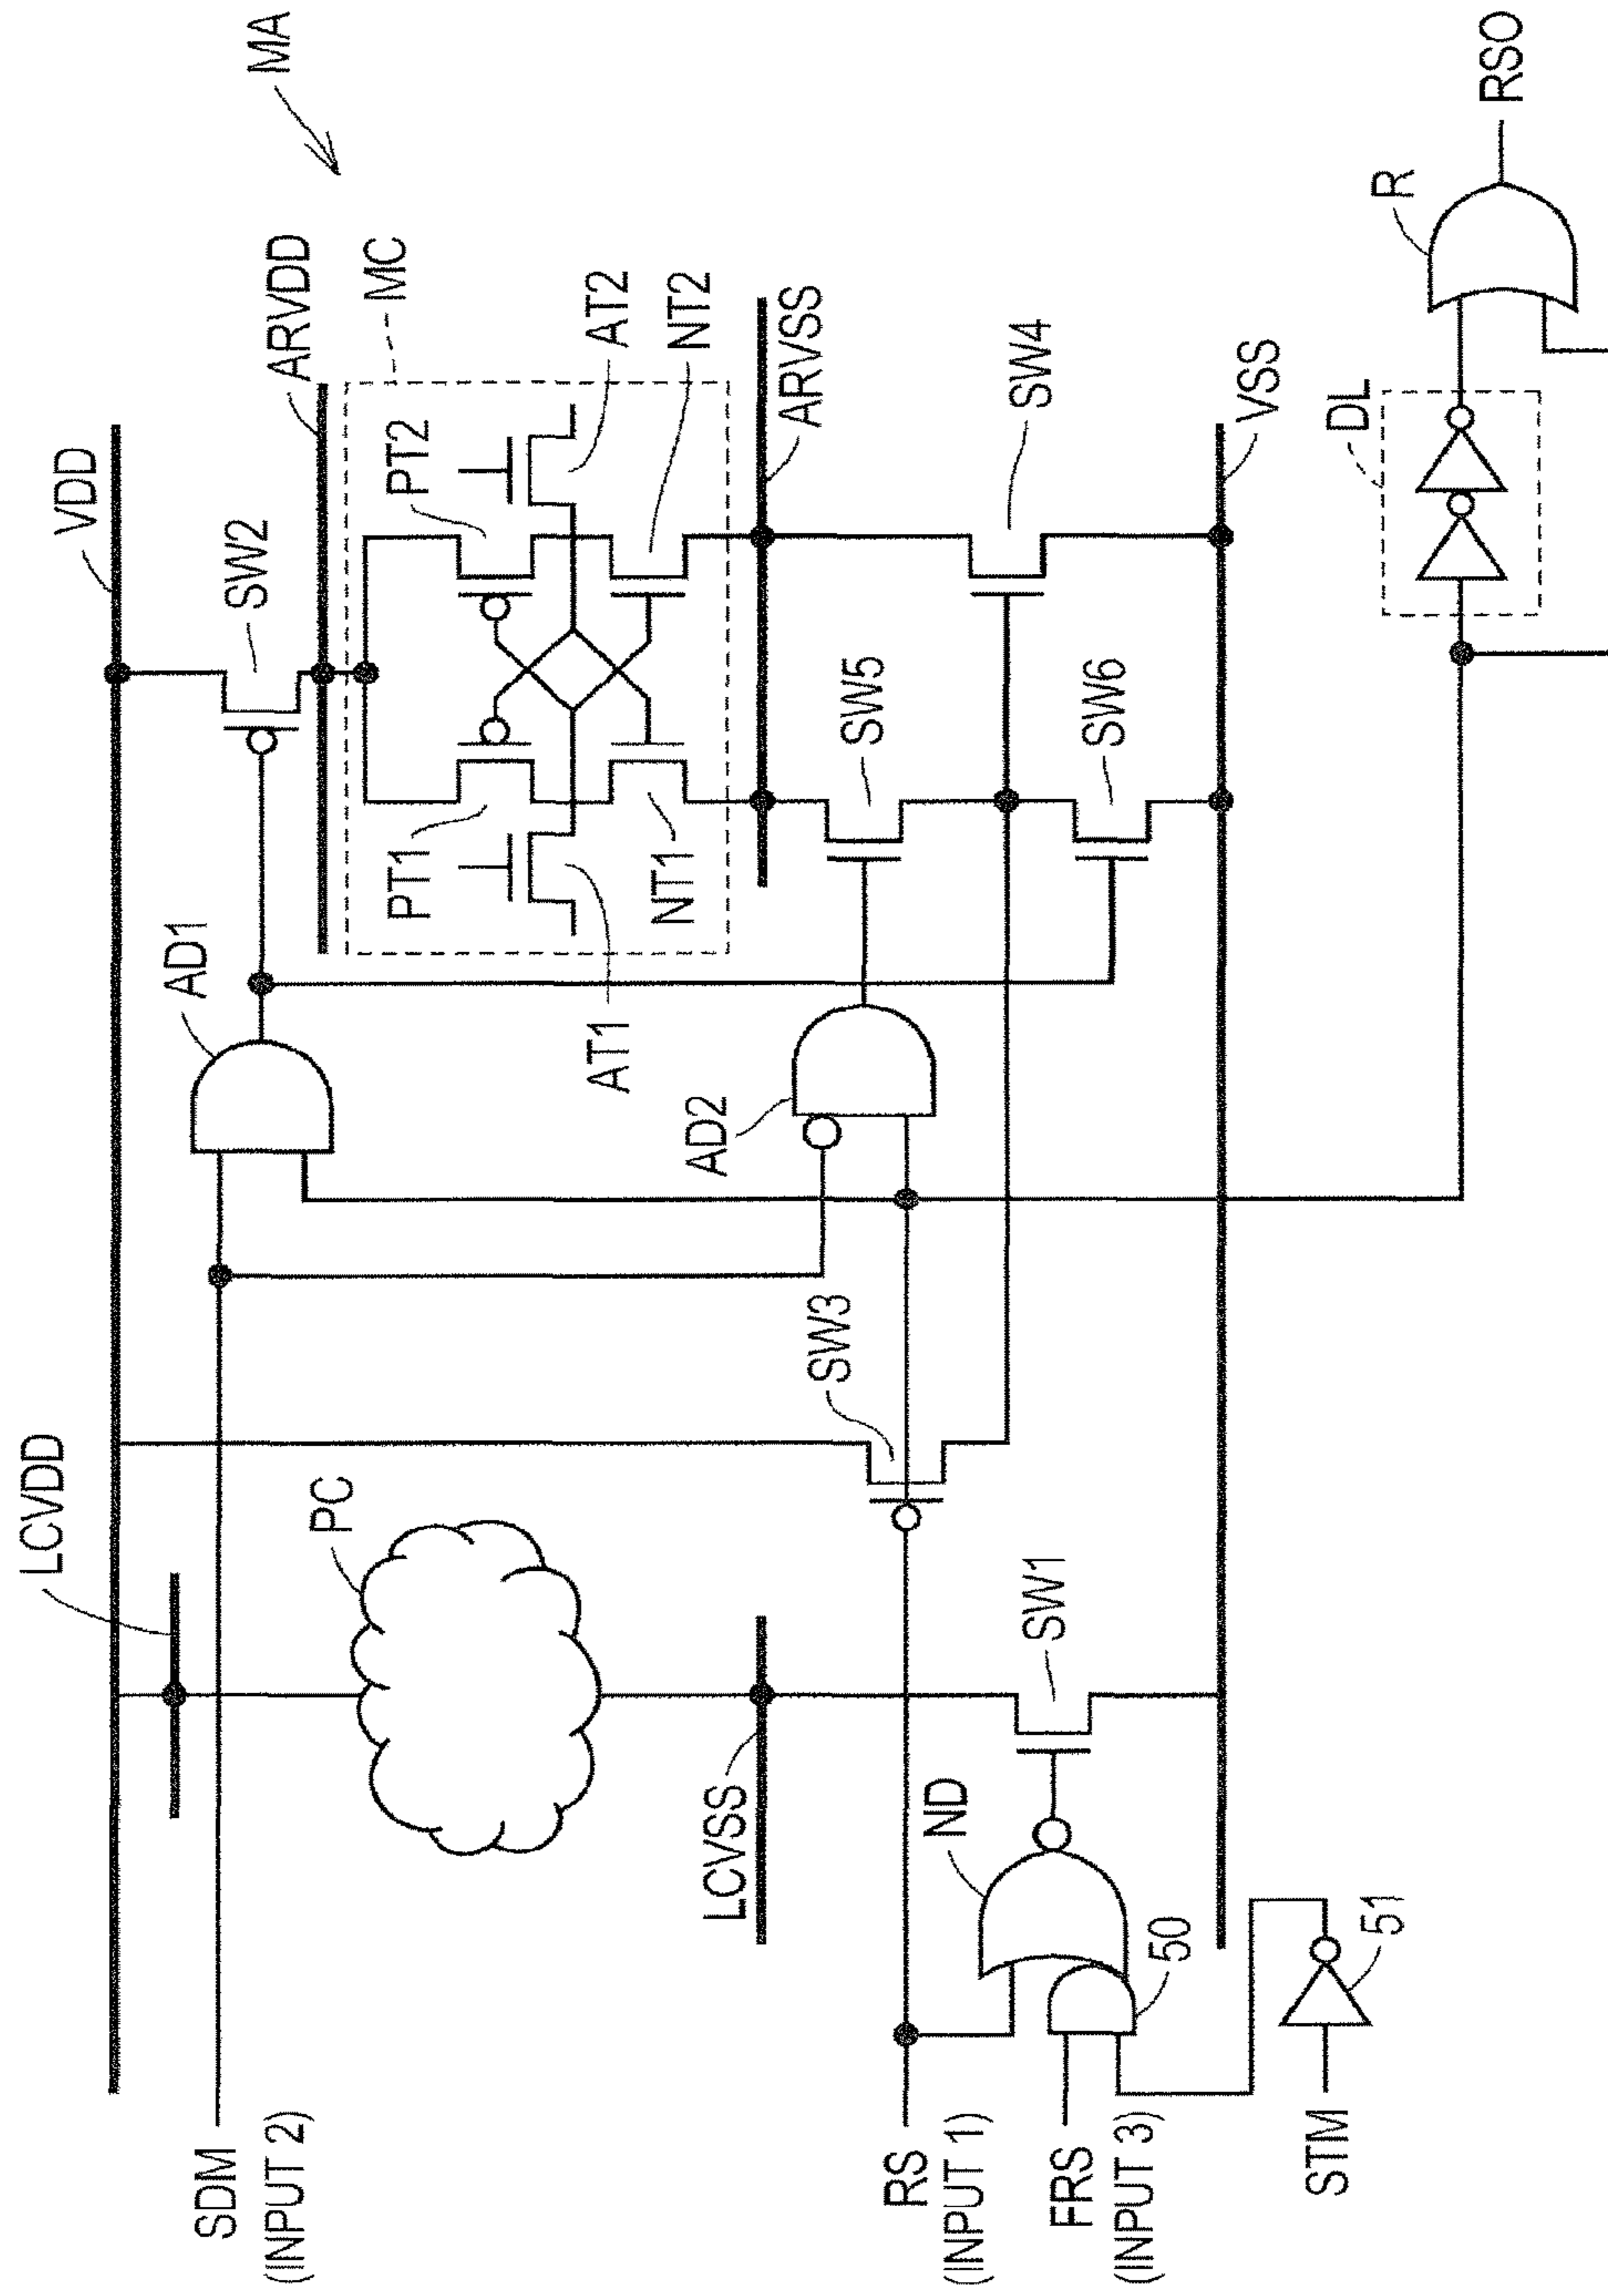 MA
VDD
SW2
ARVDD
MC
PT2
AT2
NT2
ARVSS
SW4
VSS
DL
R
RSO
AD1
PT1
AT1
NT1
SW5
SW6
AD2
SW3
LCVDD
PC
LCVSS
SW1
ND
50
51
SDM
(INPUT 2)
RS
(INPUT 1)
FRS
(INPUT 3)
STM